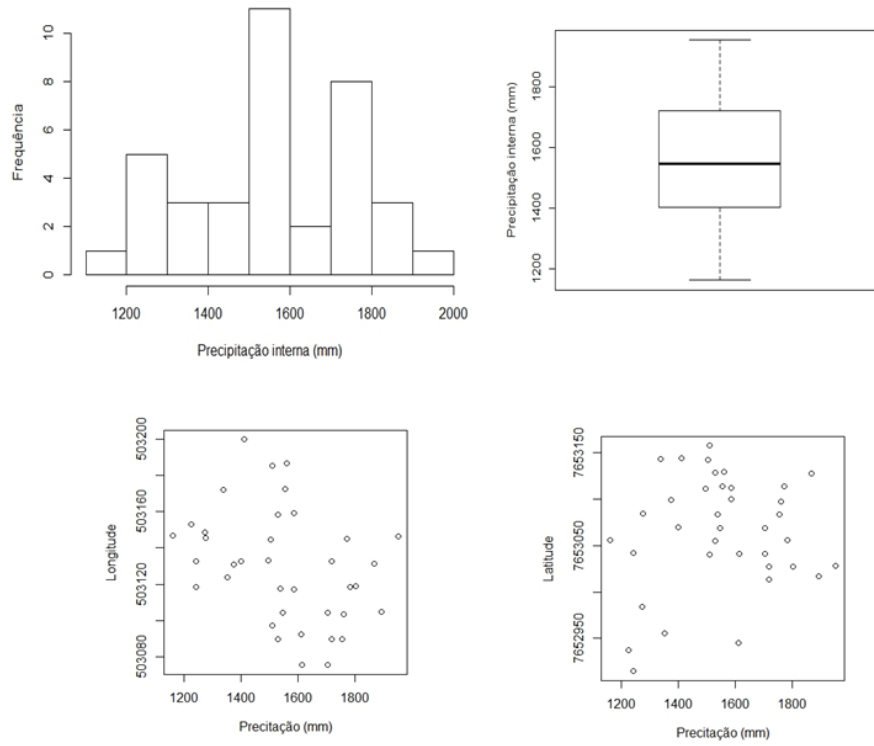 Frequência
10
8
6
4
2
0
1200 1400 1600 1800 2000
Precipitação interna (mm)
Precipitação interna (mm)
1800
1600
1400
1200
Longitude
503200
503160
503120
503080
1200 1400 1600 1800
Precitação (mm)
Latitude
7653150
7653050
7652950
1200 1400 1600 1800
Precitação (mm)